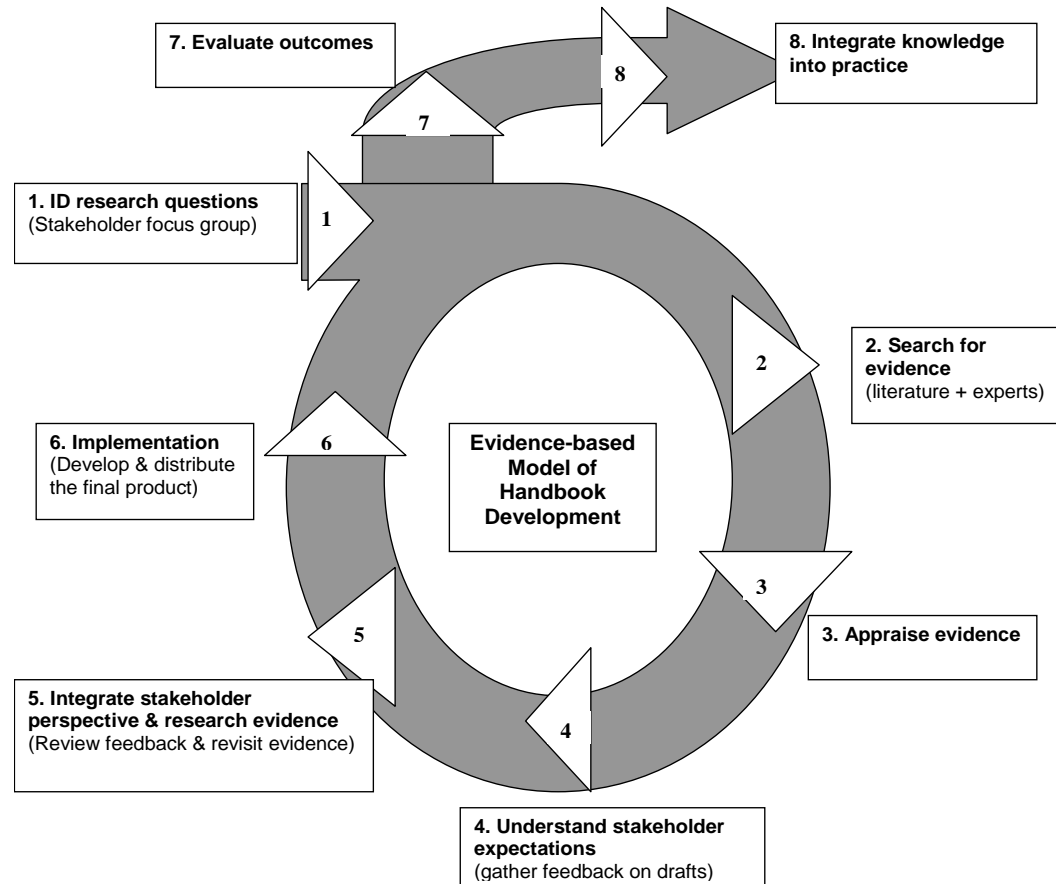 7. Evaluate outcomes
8. Integrate knowledge
into practice
8
7
1. ID research questions
(Stakeholder focus group)
1
2
2. Search for
evidence
(literature + experts)
6. Implementation
(Develop & distribute
the final product)
6
Evidence-based
Model of
Handbook
Development
3
3. Appraise evidence
5
5. Integrate stakeholder
perspective & research evidence
(Review feedback & revisit evidence)
4
4. Understand stakeholder
expectations
(gather feedback on drafts)